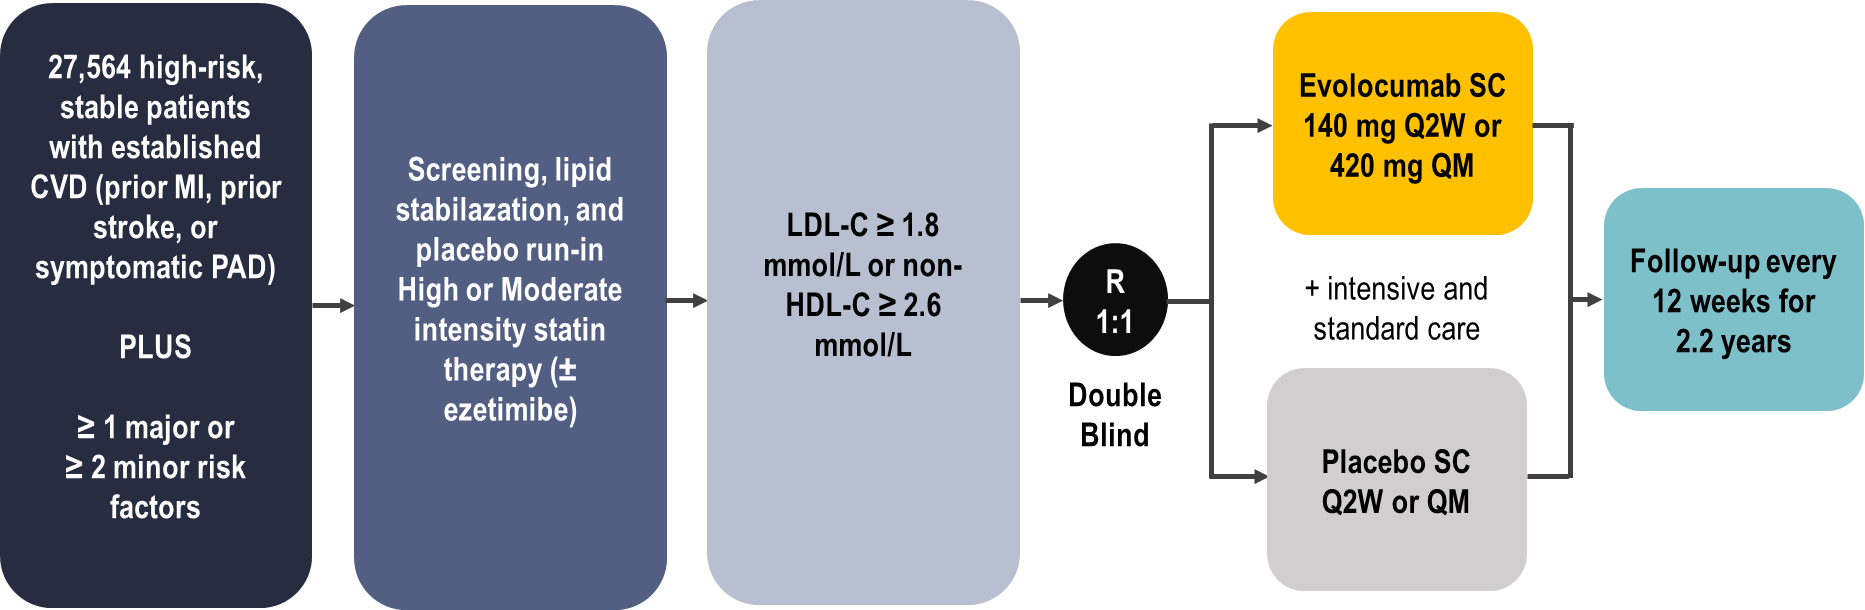 27,564 high-risk,
stable patients
with established
CVD (prior MI, prior
stroke, or
symptomatic PAD)
PLUS
≥ 1 major or
≥ 2 minor risk
factors
Screening, lipid
stabilazation, and
placebo run-in
High or Moderate
intensity statin
therapy (±
ezetimibe)
LDL-C ≥ 1.8
mmol/L or non-
HDL-C ≥ 2.6
mmol/L
R
1:1
Double
Blind
Evolocumab SC
140 mg Q2W or
420 mg QM
+ intensive and
standard care
Placebo SC
Q2W or QM
Follow-up every
12 weeks for
2.2 years